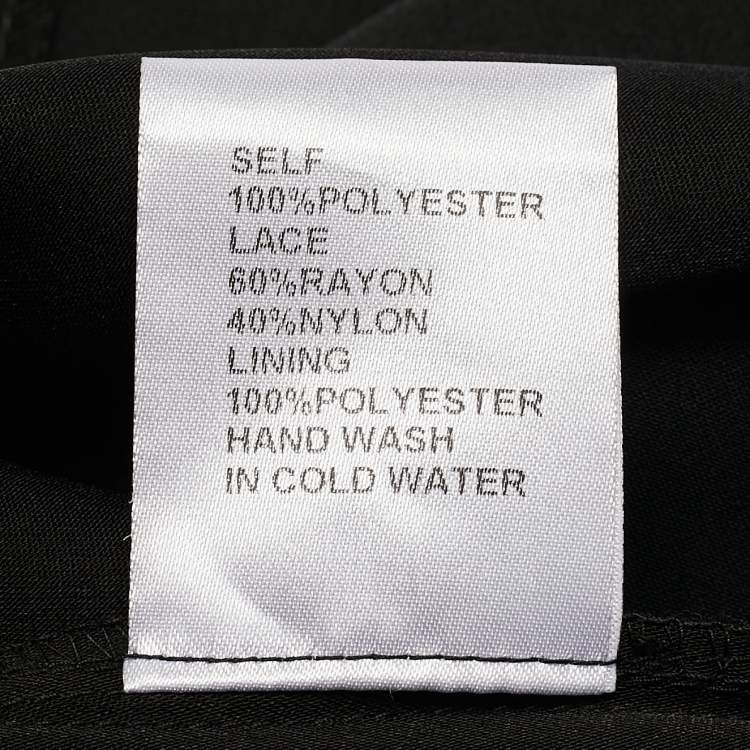 SELF
100%POLYESTER
LACE
60%RAYON
40%NYLON
LINING
100%POLYESTER
HAND WASH
IN COLD WATER